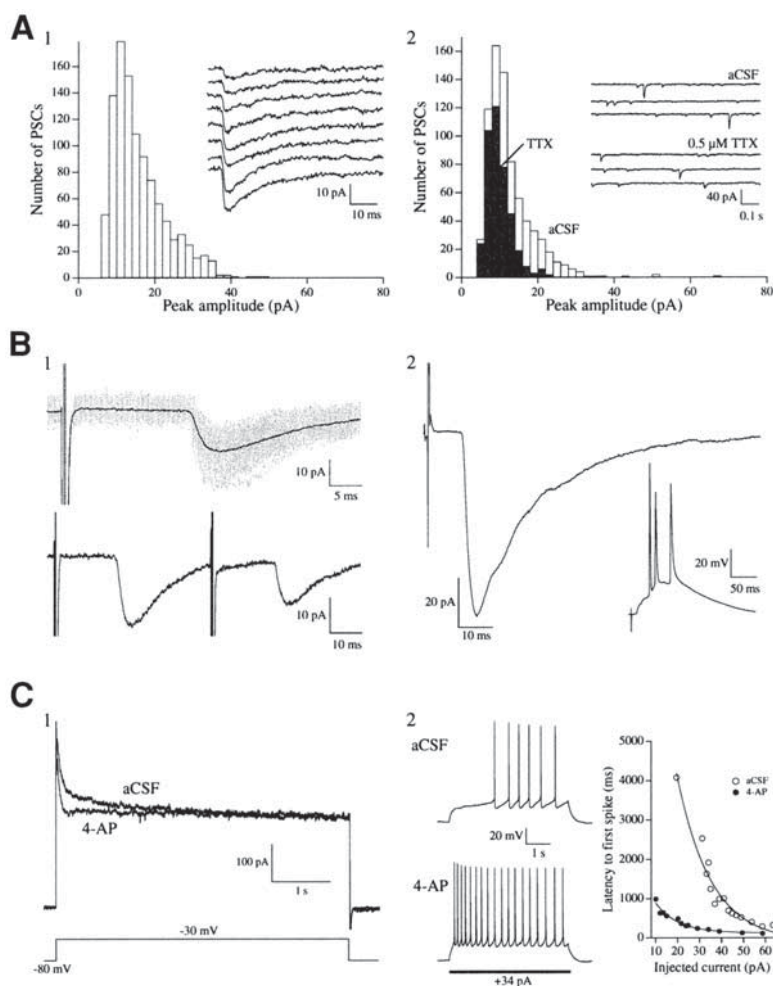 A
1
Number of PSCs
160
140
120
100
80
60
40
20
0
0 20 40 60 80
Peak amplitude (pA)
10 pA
10 ms
2
Number of PSCs
160
140
120
100
80
60
40
20
0
0 20 40 60 80
Peak amplitude (pA)
TTX
aCSF
aCSF
0.5 µM TTX
40 pA
0.1 s
B
1
10 pA
5 ms
10 pA
10 ms
2
20 pA
10 ms
20 mV
50 ms
C
1
aCSF
4-AP
100 pA
1 s
-30 mV
-80 mV
2
aCSF
20 mV
1 s
4-AP
+34 pA
Latency to first spike (ms)
5000
4000
3000
2000
1000
0
10 20 30 40 50 60
Injected current (pA)
aCSF
4-AP